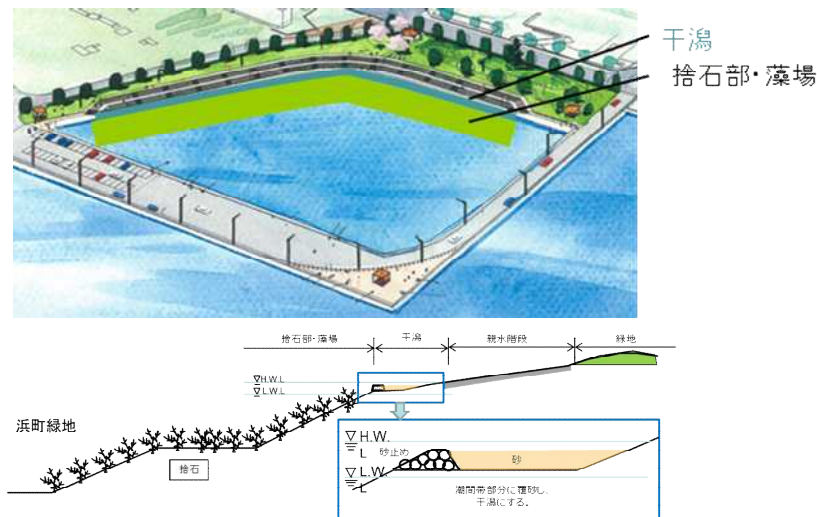 干潟
捨石部・藻場
捨石部・藻場
干潟
親水階段
緑地
H.W.L
L.W.L
浜町緑地
捨石
H.W.
L
砂止め
砂
L.W.
L
潮間帯部分に覆砂し、
干潟にする。